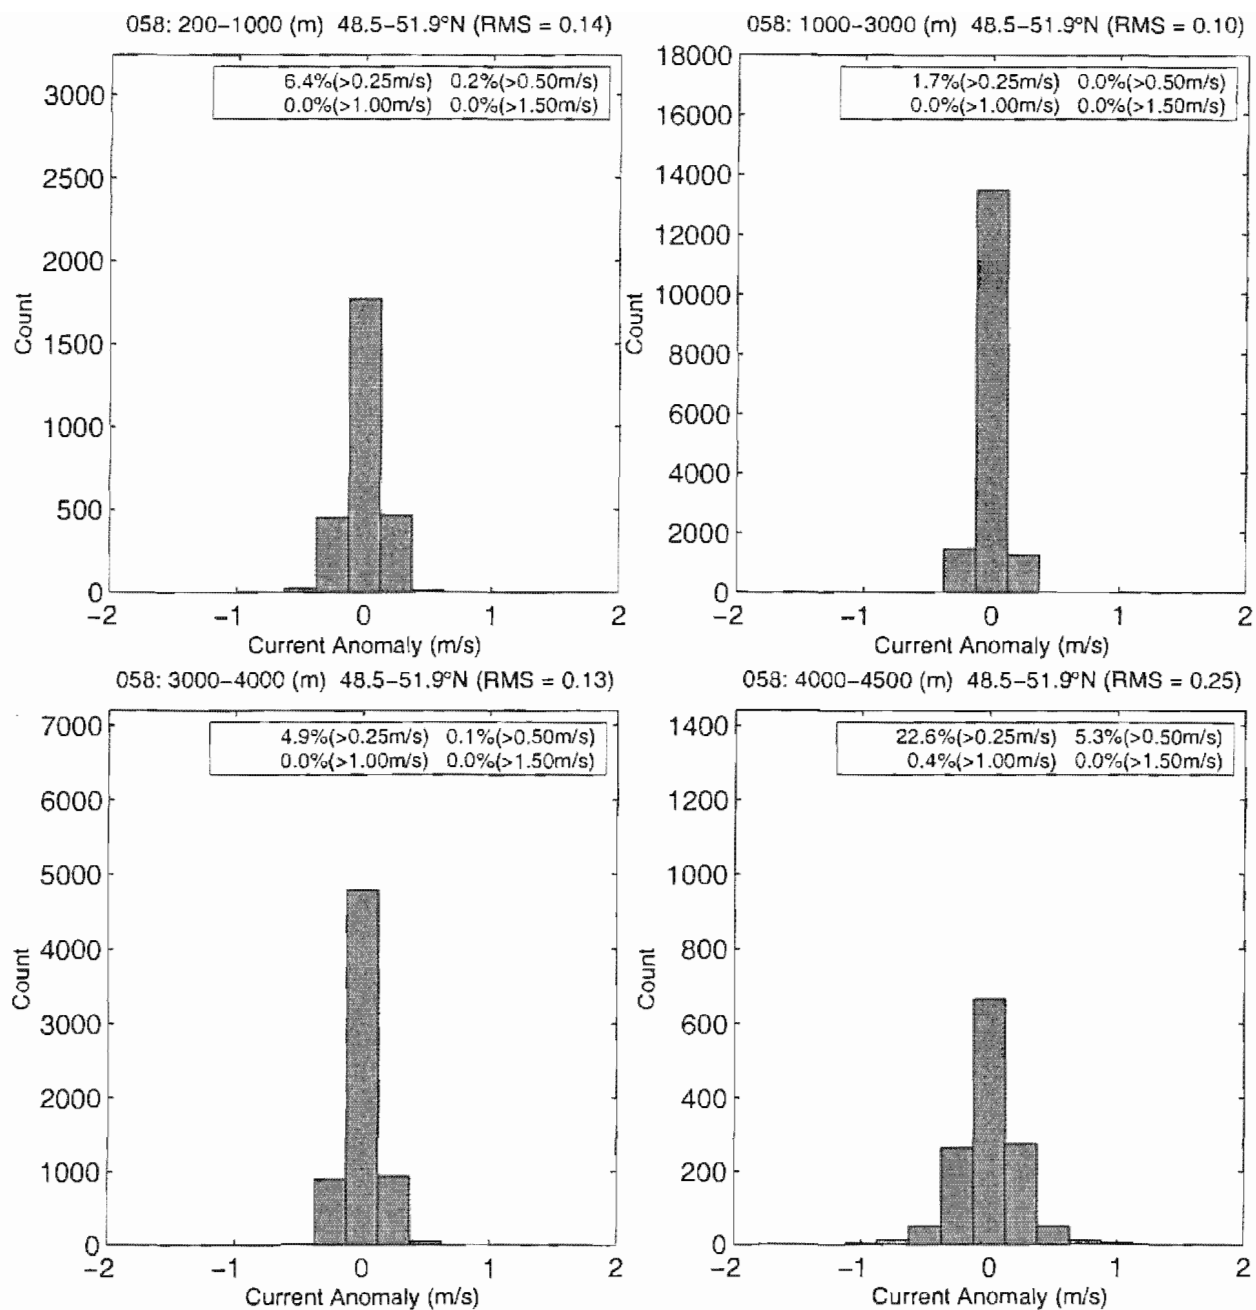 058: 200−1000 (m) 48.5−51.9°N (RMS = 0.14)
6.4%(>0.25m/s) 0.2%(>0.50m/s)
0.0%(>1.00m/s) 0.0%(>1.50m/s)
3000
2500
2000
1500
1000
500
0
Count
−2 −1 0 1 2
Current Anomaly (m/s)
058: 1000−3000 (m) 48.5−51.9°N (RMS = 0.10)
1.7%(>0.25m/s) 0.0%(>0.50m/s)
0.0%(>1.00m/s) 0.0%(>1.50m/s)
18000
16000
14000
12000
10000
8000
6000
4000
2000
0
Count
−2 −1 0 1 2
Current Anomaly (m/s)
058: 3000−4000 (m) 48.5−51.9°N (RMS = 0.13)
4.9%(>0.25m/s) 0.1%(>0.50m/s)
0.0%(>1.00m/s) 0.0%(>1.50m/s)
7000
6000
5000
4000
3000
2000
1000
0
Count
−2 −1 0 1 2
Current Anomaly (m/s)
058: 4000−4500 (m) 48.5−51.9°N (RMS = 0.25)
22.6%(>0.25m/s) 5.3%(>0.50m/s)
0.4%(>1.00m/s) 0.0%(>1.50m/s)
1400
1200
1000
800
600
400
200
0
Count
−2 −1 0 1 2
Current Anomaly (m/s)